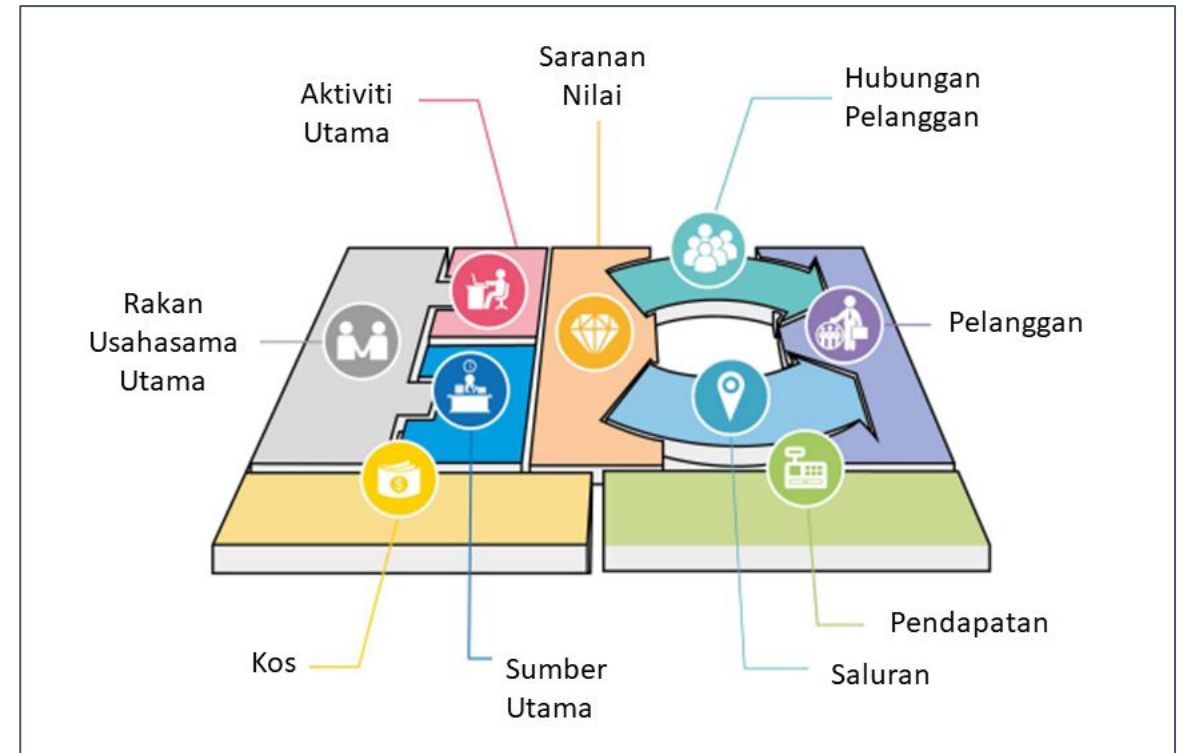 Saranan
Nilai
Hubungan
Pelanggan
Aktiviti
Utama
Rakan
Usahasama
Utama
Pelanggan
$
Pendapatan
Kos
Sumber
Utama
Saluran